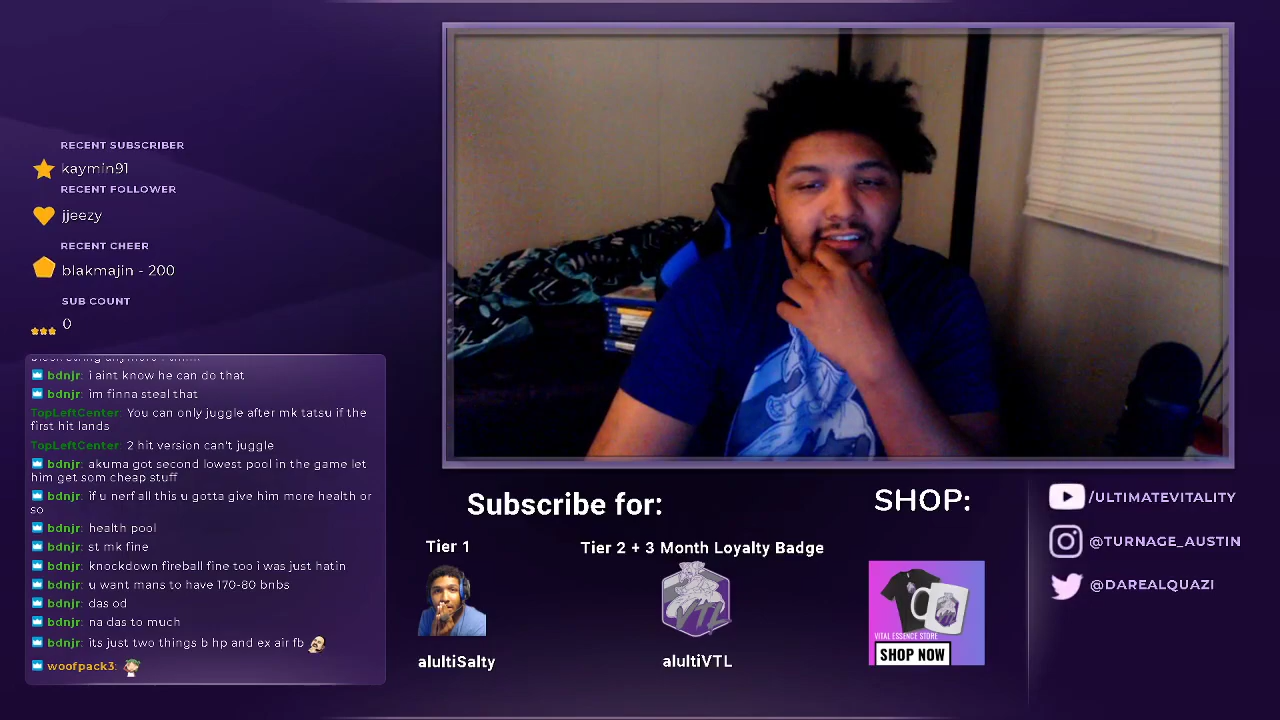 RECENT SUBSCRIBER
kaymin91
RECENT FOLLOWER
jjeezy
RECENT CHEER
blakmajin - 200
SUB COUNT
0
bdnjr: i aint know he can do that
bdnjr: im finna steal that
TopLeftCenter: You can only juggle after mk tatsu if the
first hit lands
TopLeftCenter: 2 hit version can't juggle
bdnjr: akuma got second lowest pool in the game let
him get som cheap stuff
bdnjr: if u nerf all this u gotta give him more health or
so
bdnjr: health pool
bdnjr: st mk fine
bdnjr: knockdown fireball fine too i was just hatin
bdnjr: u want mans to have 170-80 bnbs
bdnjr: das od
bdnjr: na das to much
bdnjr: its just two things b hp and ex air fb
woofpack3:
Subscribe for:
Tier 1
alultiSalty
Tier 2 + 3 Month Loyalty Badge
VTL
alultiVTL
SHOP:
VITAL ESSENCE STORE
SHOP NOW
/ULTIMATEVITALITY
@TURNAGE_AUSTIN
@DAREALQUAZI